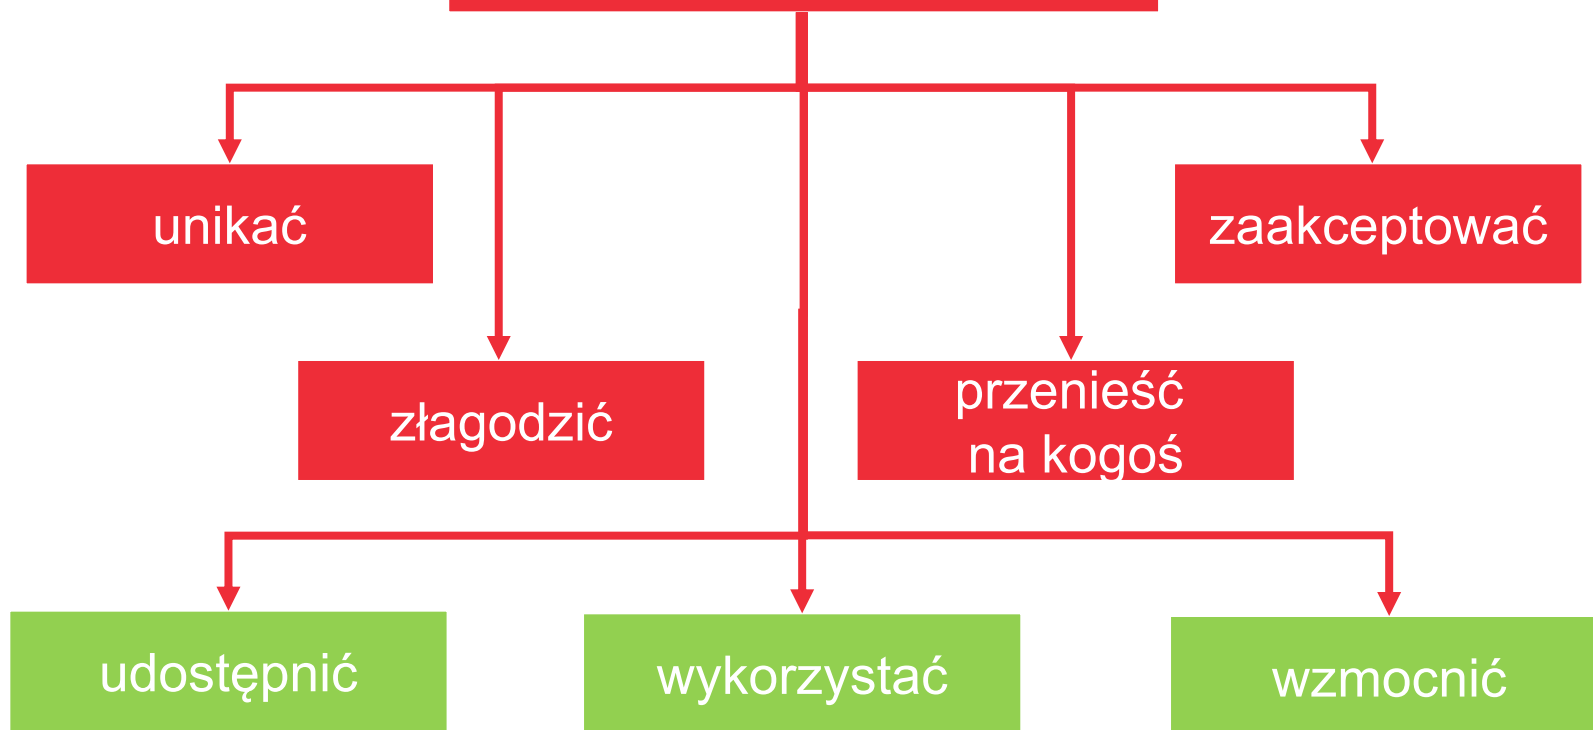 unikać
zaakceptować
złagodzić
przenieść
na kogoś
udostępnić
wykorzystać
wzmocnić